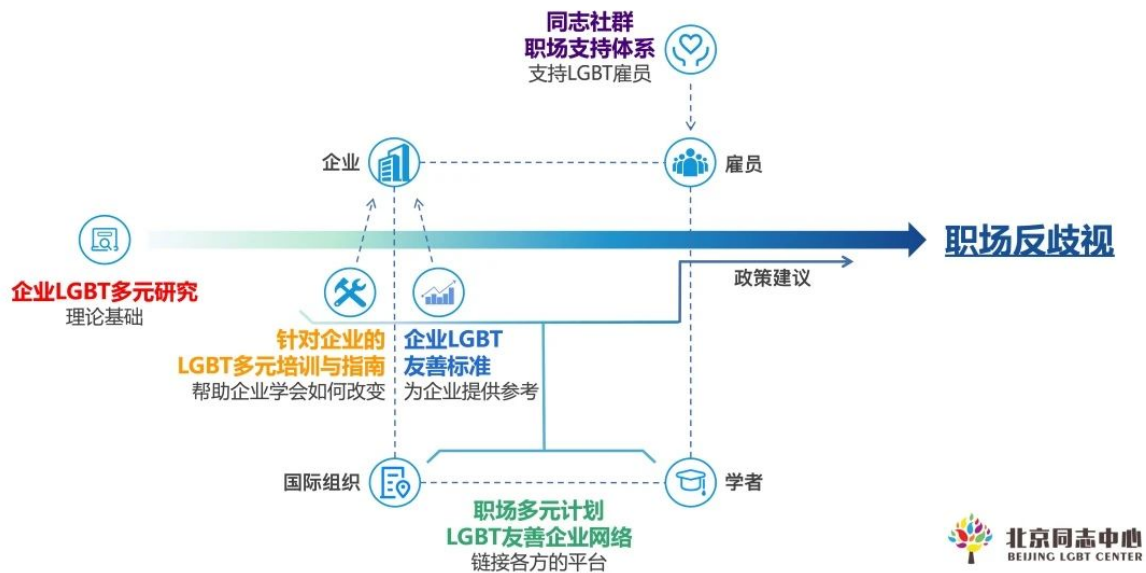 同志社群
职场支持体系
支持LGBT雇员
企业
雇员
职场反歧视
企业LGBT多元研究
理论基础
政策建议
针对企业的
LGBT多元培训与指南
帮助企业学会如何改变
企业LGBT
友善标准
为企业提供参考
国际组织
学者
职场多元计划
LGBT友善企业网络
链接各方的平台
北京同志中心
BEIJING LGBT CENTER